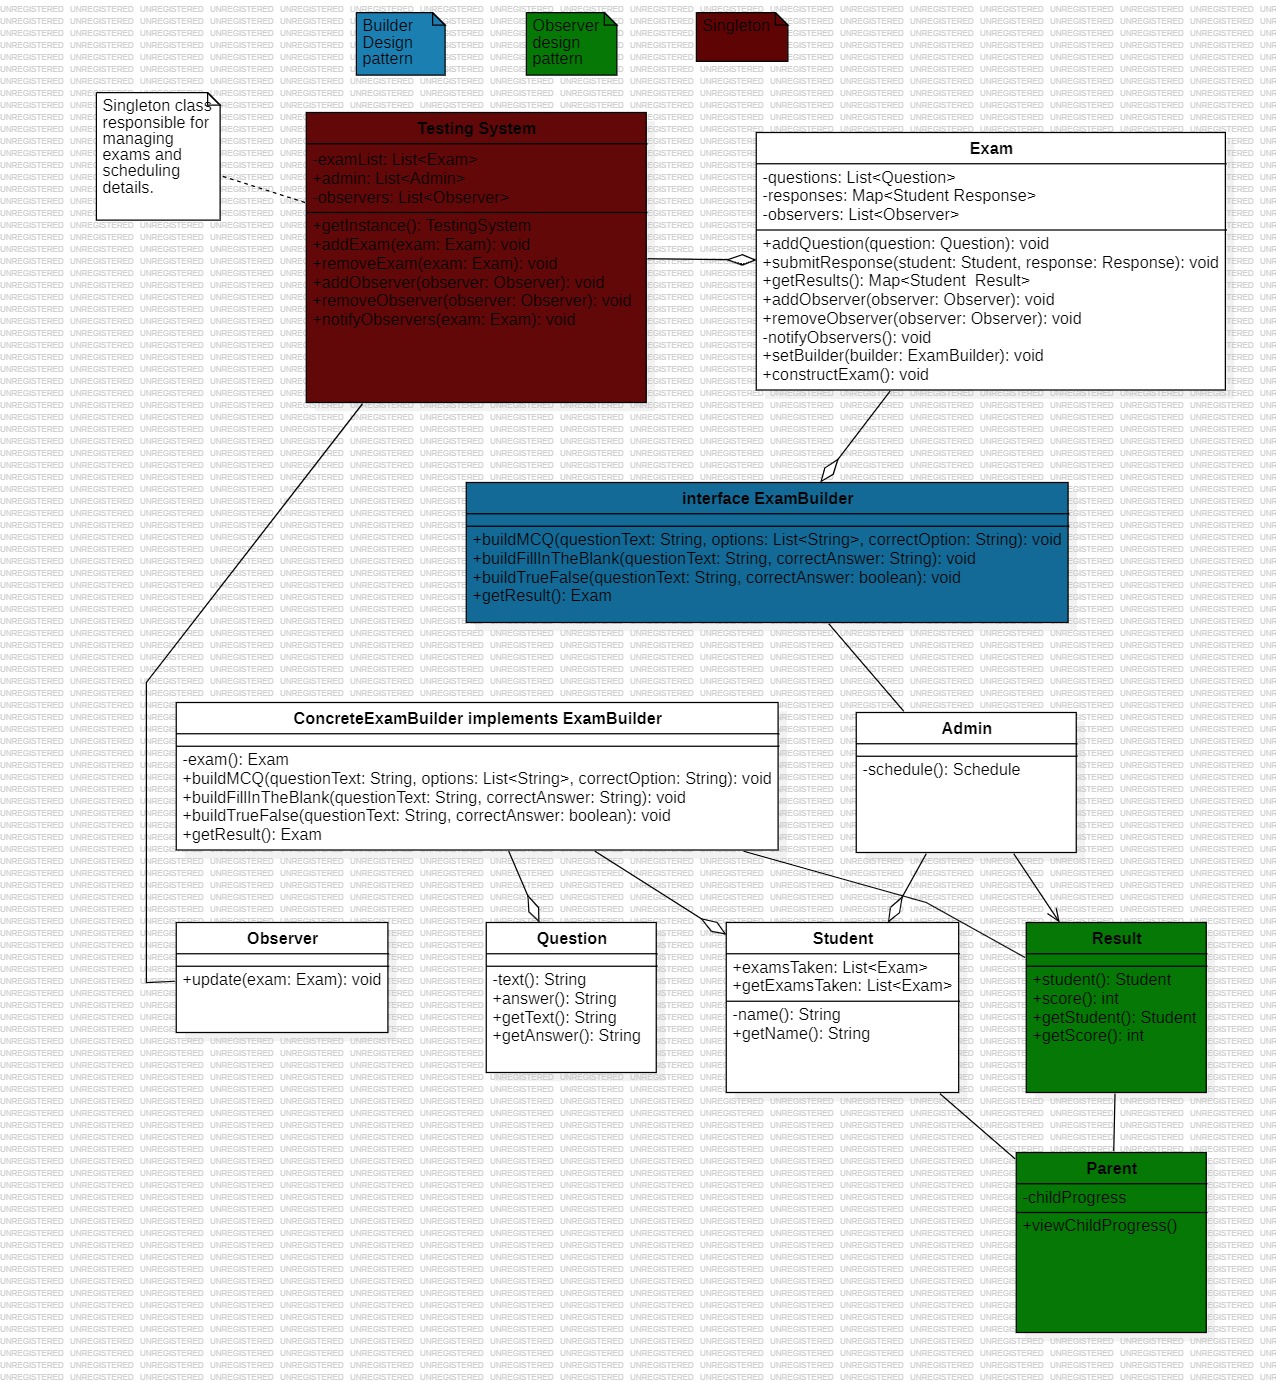 Builder
Design
pattern
Observer
design
pattern
Singleton
Singleton class
responsible for
managing
exams and
scheduling
details.
Testing System
-examList: List<Exam>
+admin: List<Admin>
-observers: List<Observer>
+getInstance(): TestingSystem
+addExam(exam: Exam): void
+removeExam(exam: Exam): void
+addObserver(observer: Observer): void
+removeObserver(observer: Observer): void
+notifyObservers(exam: Exam): void
Exam
-questions: List<Question>
-responses: Map<Student Response>
-observers: List<Observer>
+addQuestion(question: Question): void
+submitResponse(student: Student, response: Response): void
+getResults(): Map<Student  Result>
+addObserver(observer: Observer): void
+removeObserver(observer: Observer): void
-notifyObservers(): void
+setBuilder(builder: ExamBuilder): void
+constructExam(): void
interface ExamBuilder
+buildMCQ(questionText: String, options: List<String>, correctOption: String): void
+buildFillInTheBlank(questionText: String, correctAnswer: String): void
+buildTrueFalse(questionText: String, correctAnswer: boolean): void
+getResult(): Exam
ConcreteExamBuilder implements ExamBuilder
-exam(): Exam
+buildMCQ(questionText: String, options: List<String>, correctOption: String): void
+buildFillInTheBlank(questionText: String, correctAnswer: String): void
+buildTrueFalse(questionText: String, correctAnswer: boolean): void
+getResult(): Exam
Admin
-schedule(): Schedule
Observer
+update(exam: Exam): void
Question
-text(): String
+answer(): String
+getText(): String
+getAnswer(): String
Student
+examsTaken: List<Exam>
+getExamsTaken: List<Exam>
-name(): String
+getName(): String
Result
+student(): Student
+score(): int
+getStudent(): Student
+getScore(): int
Parent
-childProgress
+viewChildProgress()
UNREGISTERED